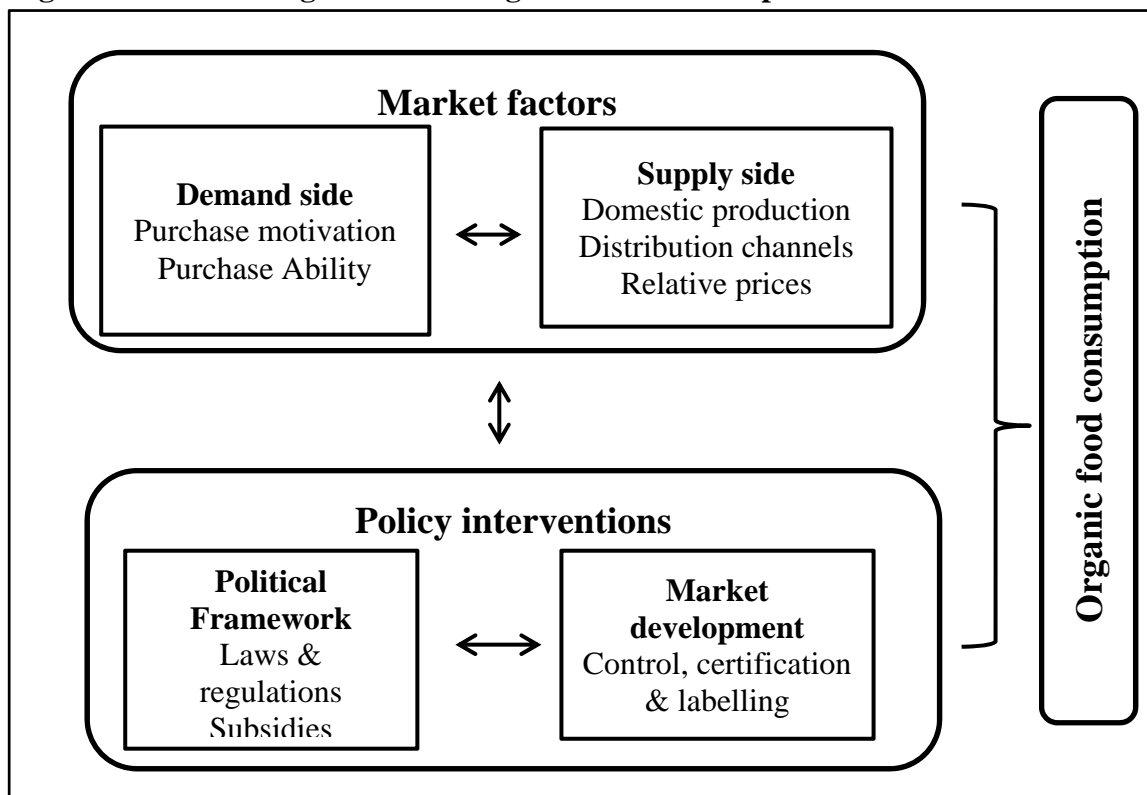 Market factors
Demand side
Purchase motivation
Purchase Ability
Supply side
Domestic production
Distribution channels
Relative prices
Policy interventions
Political
Framework
Laws &
regulations
Subsidies
Market
development
Control, certification
& labelling
Organic food consumption